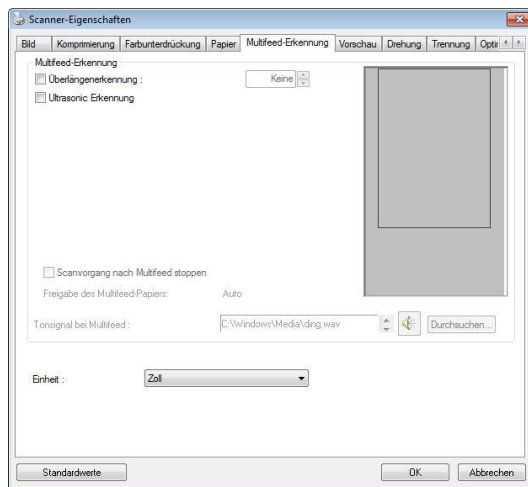 Scanner-Eigenschaften
Bild Komprimierung Farbunterdrückung Papier Multifeed-Erkennung Vorschau Drehung Trennung
Multifeed-Erkennung
Überlängenerkennung : Keine
Ultrasonic Erkennung
Scanvorgang nach Multifeed stoppen
Freigabe des Multifeed-Papiers: Auto
Tonsignal bei Multifeed : C:\Windows\Media\ding.wav Durchsuchen...
Einheit : Zoll
Standardwerte OK Abbrechen